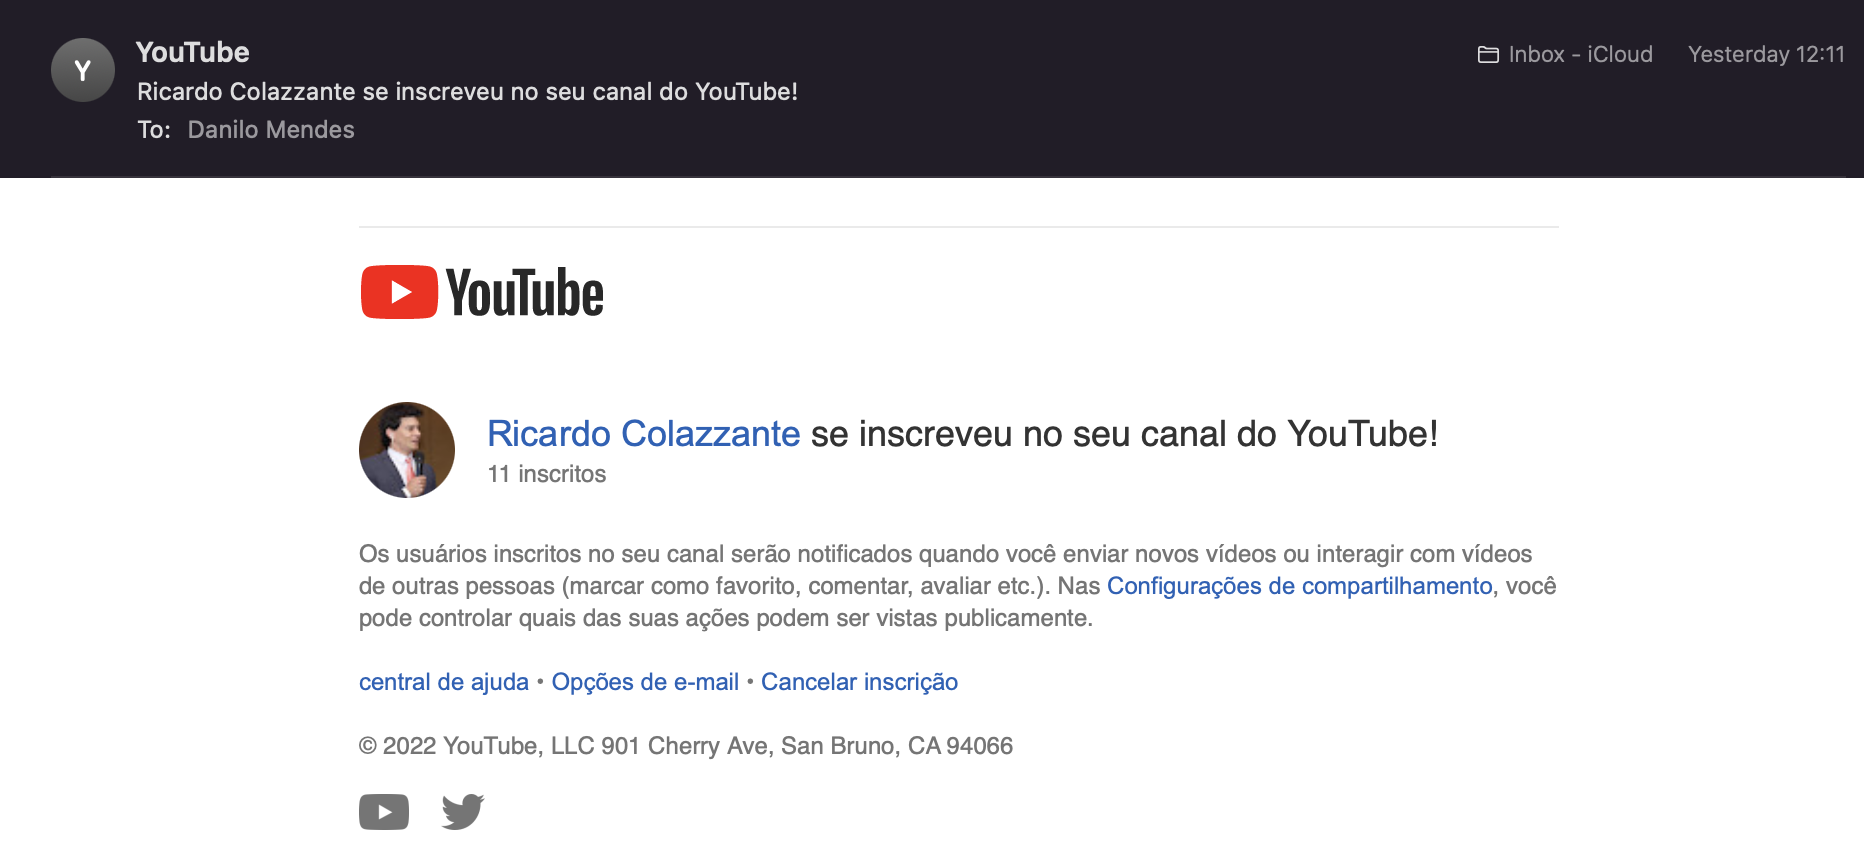 Y
YouTube
Inbox - iCloud
Yesterday 12:11
Ricardo Colazzante se inscreveu no seu canal do YouTube!
To: Danilo Mendes
YouTube
Ricardo Colazzante se inscreveu no seu canal do YouTube!
11 inscritos
Os usuários inscritos no seu canal serão notificados quando você enviar novos vídeos ou interagir com vídeos
de outras pessoas (marcar como favorito, comentar, avaliar etc.). Nas Configurações de compartilhamento, você
pode controlar quais das suas ações podem ser vistas publicamente.
central de ajuda • Opções de e-mail • Cancelar inscrição
© 2022 YouTube, LLC 901 Cherry Ave, San Bruno, CA 94066